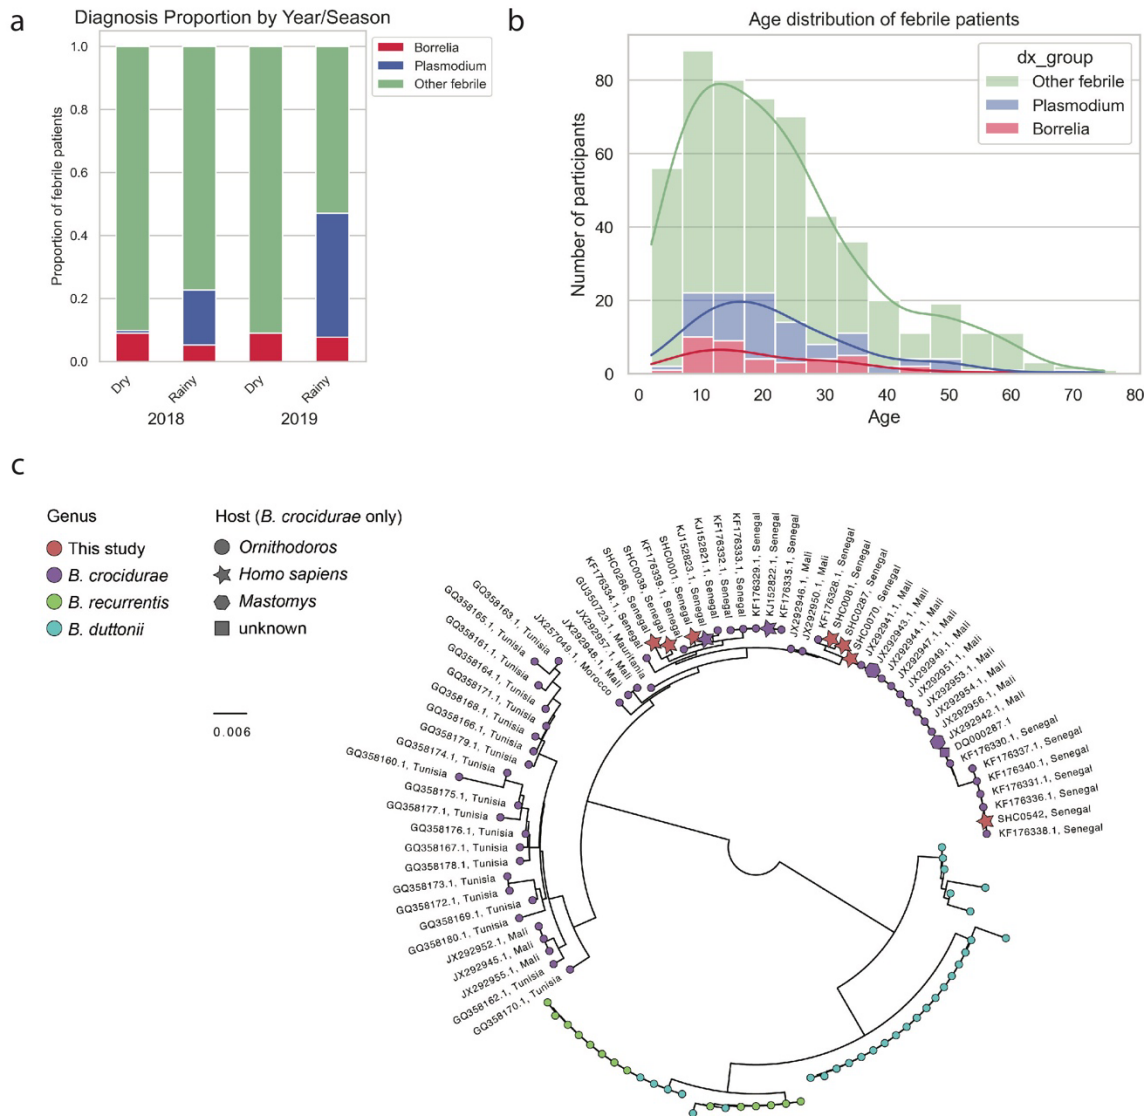 a
Diagnosis Proportion by Year/Season
Borrelia
Plasmodium
Other febrile
Proportion of febrile patients
1.0
0.8
0.6
0.4
0.2
0.0
Dry
Rainy
Dry
Rainy
2018
2019
b
Age distribution of febrile patients
dx_group
Other febrile
Plasmodium
Borrelia
Number of participants
80
60
40
20
0
0
10
20
30
40
50
60
70
80
Age
c
Genus
This study
B. crocidurae
B. recurrentis
B. duttonii
Host (B. crocidurae only)
Ornithodoros
Homo sapiens
Mastomys
unknown
0.006
GQ358170.1, Tunisia
GQ358162.1, Tunisia
JX292955.1, Mali
JX292945.1, Mali
JX292952.1, Mali
GQ358180.1, Tunisia
GQ358169.1, Tunisia
GQ358172.1, Tunisia
GQ358173.1, Tunisia
GQ358178.1, Tunisia
GQ358167.1, Tunisia
GQ358176.1, Tunisia
GQ358177.1, Tunisia
GQ358175.1, Tunisia
GQ358160.1, Tunisia
GQ358174.1, Tunisia
GQ358179.1, Tunisia
GQ358166.1, Tunisia
GQ358168.1, Tunisia
GQ358171.1, Tunisia
GQ358164.1, Tunisia
GQ358161.1, Tunisia
GQ358165.1, Tunisia
GQ358163.1, Tunisia
JX257049.1, Morocco
JX292948.1, Mali
JX292957.1, Mali
GU350723.1, Mauritania
KF176334.1, Senegal
SHC0266, Senegal
SHC0038, Senegal
KF176339.1, Senegal
SHC0001, Senegal
KJ152823.1, Senegal
KJ152821.1, Senegal
KF176332.1, Senegal
KF176333.1, Senegal
KF176329.1, Senegal
KJ152822.1, Senegal
KF176335.1, Senegal
JX292946.1, Mali
JX292950.1, Mali
KF176328.1, Senegal
SHC0081, Senegal
SHC0287, Senegal
SHC0070, Senegal
JX292941.1, Mali
JX292943.1, Mali
JX292944.1, Mali
JX292947.1, Mali
JX292949.1, Mali
JX292951.1, Mali
JX292953.1, Mali
JX292954.1, Mali
JX292956.1, Mali
JX292942.1, Mali
DQ000287.1
KF176330.1, Senegal
KF176337.1, Senegal
KF176340.1, Senegal
KF176331.1, Senegal
KF176336.1, Senegal
SHC0542, Senegal
KF176338.1, Senegal